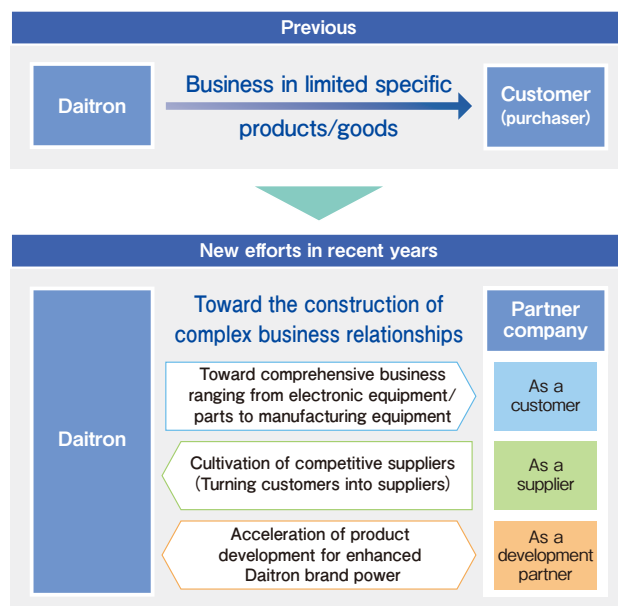 Previous
Daitron
Business in limited specific
products/goods
Customer
(purchaser)
New efforts in recent years
Daitron
Toward the construction of
complex business relationships
Partner
company
Toward comprehensive business
ranging from electronic equipment/
parts to manufacturing equipment
As a
customer
Cultivation of competitive suppliers
(Turning customers into suppliers)
As a
supplier
Acceleration of product
development for enhanced
Daitron brand power
As a
development
partner